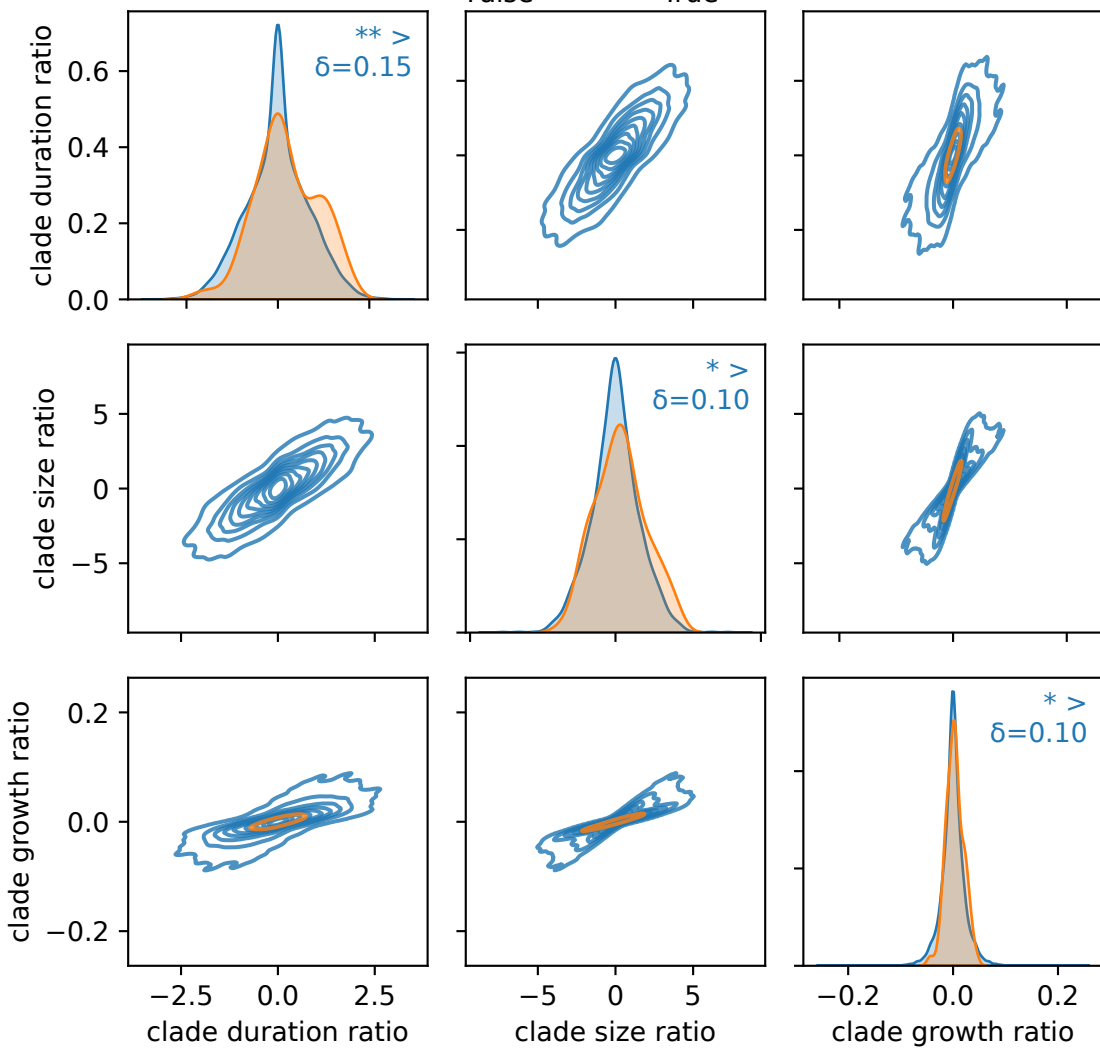 clade duration ratio
0.6
0.4
0.2
0.0
** >
δ=0.15
clade size ratio
5
0
−5
* >
δ=0.10
clade growth ratio
0.2
0.0
−0.2
* >
δ=0.10
−2.5 0.0 2.5
−5 0 5
−0.2 0.0 0.2
clade duration ratio
clade size ratio
clade growth ratio